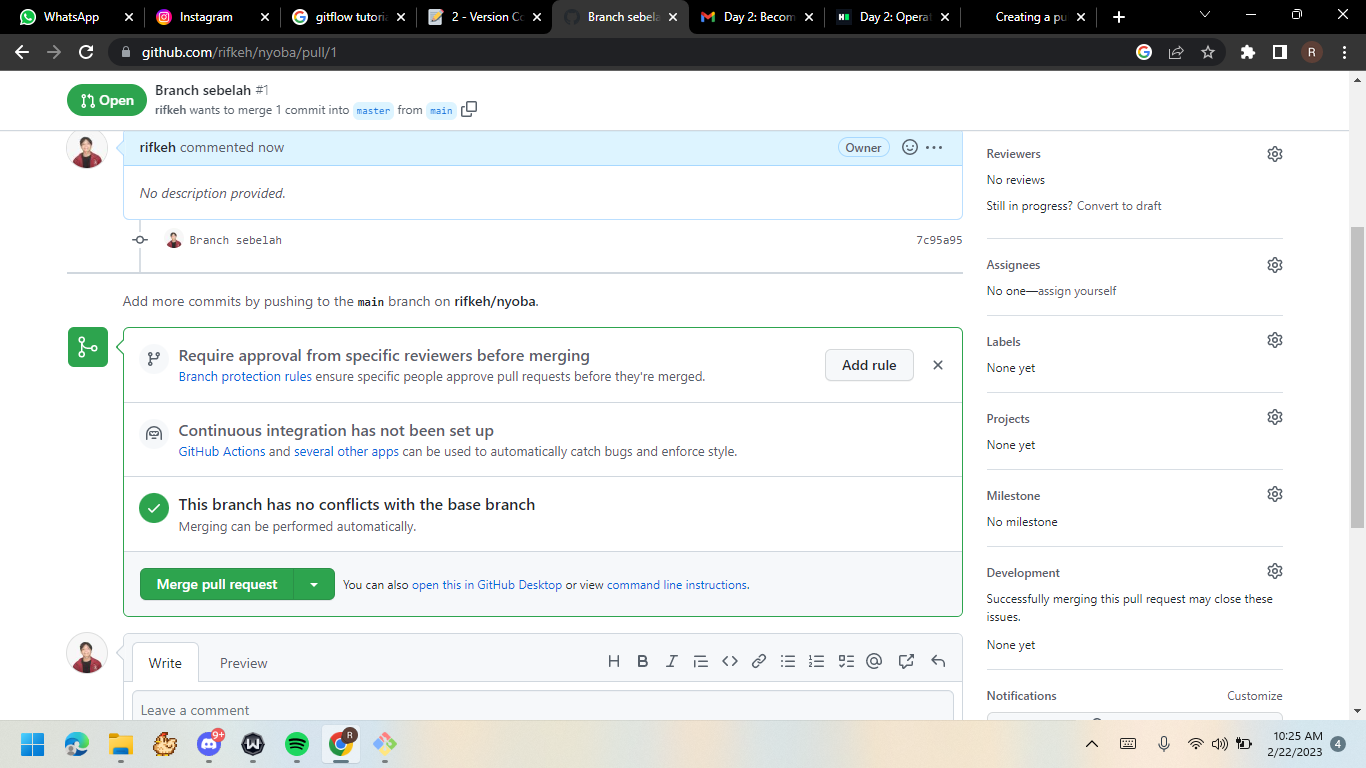 WhatsApp
Instagram
gitflow tutoria
2 - Version Co
Branch sebela
Day 2: Becom
Day 2: Operat
Creating a pu
github.com/rifkeh/nyoba/pull/1
R
Open
Branch sebelah #1
rifkeh wants to merge 1 commit into master from main
rifkeh commented now
Owner
No description provided.
Branch sebelah
7c95a95
Add more commits by pushing to the main branch on rifkeh/nyoba.
Require approval from specific reviewers before merging
Branch protection rules ensure specific people approve pull requests before they're merged.
Add rule
Continuous integration has not been set up
GitHub Actions and several other apps can be used to automatically catch bugs and enforce style.
This branch has no conflicts with the base branch
Merging can be performed automatically.
Merge pull request
You can also open this in GitHub Desktop or view command line instructions.
Write
Preview
Leave a comment
Reviewers
No reviews
Still in progress? Convert to draft
Assignees
No one—assign yourself
Labels
None yet
Projects
None yet
Milestone
No milestone
Development
Successfully merging this pull request may close these
issues.
None yet
Notifications
Customize
9+
R
10:25 AM
2/22/2023
4